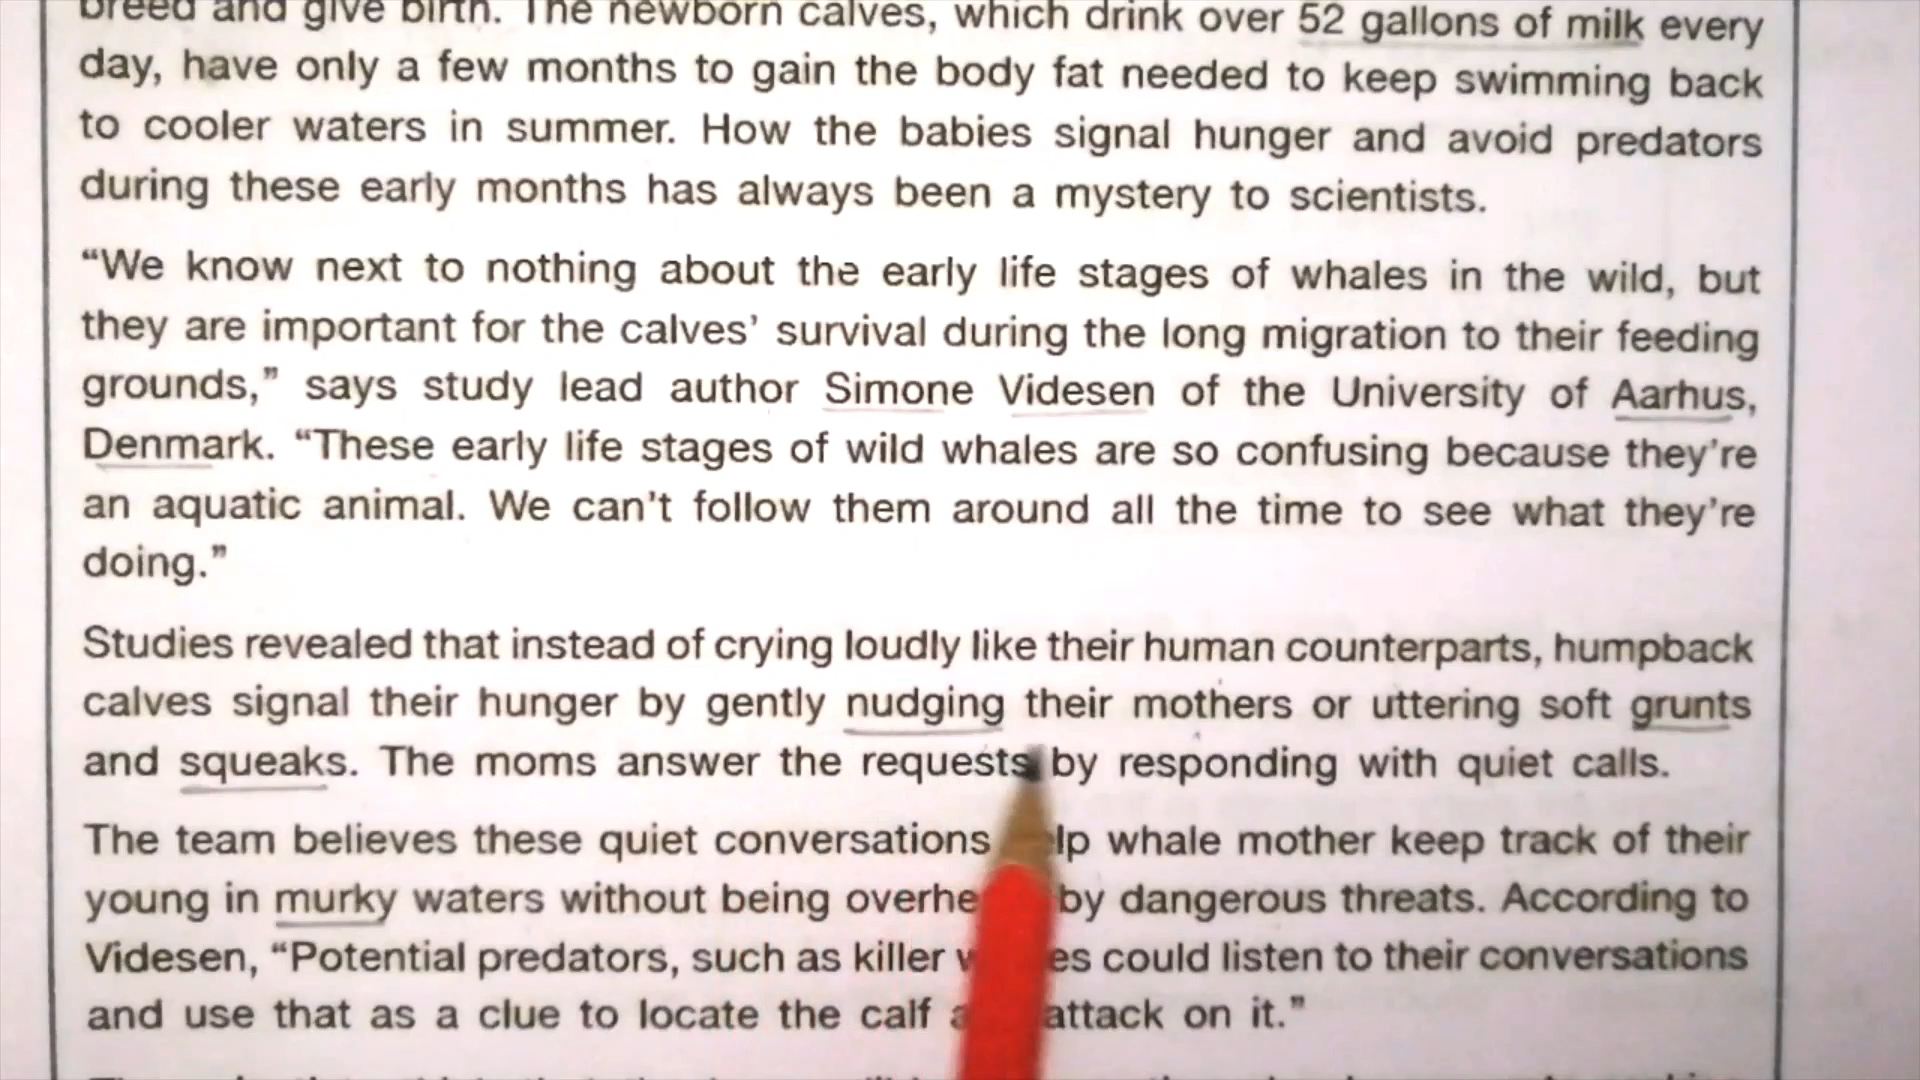 breed and give birth. The newborn calves, which drink over 52 gallons of milk every
day, have only a few months to gain the body fat needed to keep swimming back
to cooler waters in summer. How the babies signal hunger and avoid predators
during these early months has always been a mystery to scientists.
“We know next to nothing about the early life stages of whales in the wild, but
they are important for the calves’ survival during the long migration to their feeding
grounds,” says study lead author Simone Videsen of the University of Aarhus,
Denmark. “These early life stages of wild whales are so confusing because they’re
an aquatic animal. We can’t follow them around all the time to see what they’re
doing.”
Studies revealed that instead of crying loudly like their human counterparts, humpback
calves signal their hunger by gently nudging their mothers or uttering soft grunts
and squeaks. The moms answer the requests by responding with quiet calls.
The team believes these quiet conversations lp whale mother keep track of their
young in murky waters without being overhe by dangerous threats. According to
Videsen, “Potential predators, such as killer es could listen to their conversations
and use that as a clue to locate the calf attack on it.”